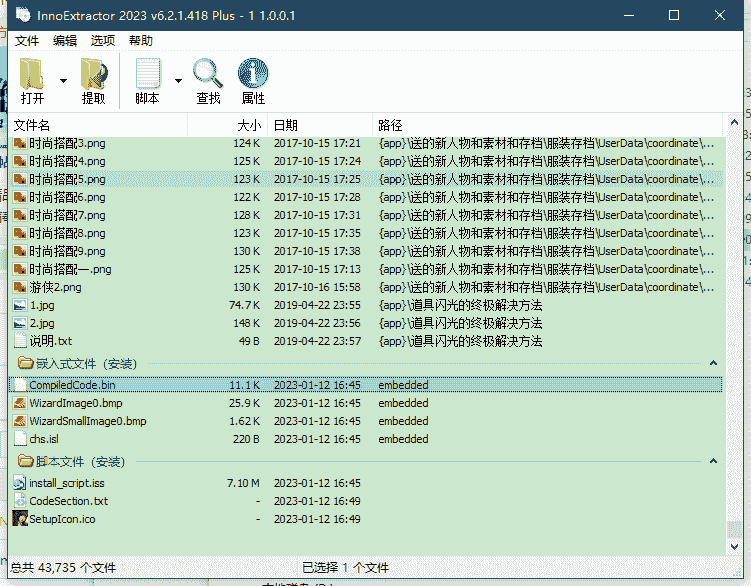 InnoExtractor 2023 v6.2.1.418 Plus - 1 1.0.0.1
文件 编辑 选项 帮助
打开 提取 脚本 查找 属性
文件名 大小 日期 路径
时尚搭配3.png 124 K 2017-10-15 17:21 {app}\送的新人物和素材和存档\服装存档\UserData\coordinate\...
时尚搭配4.png 125 K 2017-10-15 17:24 {app}\送的新人物和素材和存档\服装存档\UserData\coordinate\...
时尚搭配5.png 123 K 2017-10-15 17:25 {app}\送的新人物和素材和存档\服装存档\UserData\coordinate\...
时尚搭配6.png 122 K 2017-10-15 17:28 {app}\送的新人物和素材和存档\服装存档\UserData\coordinate\...
时尚搭配7.png 128 K 2017-10-15 17:31 {app}\送的新人物和素材和存档\服装存档\UserData\coordinate\...
时尚搭配8.png 123 K 2017-10-15 17:35 {app}\送的新人物和素材和存档\服装存档\UserData\coordinate\...
时尚搭配9.png 130 K 2017-10-15 17:38 {app}\送的新人物和素材和存档\服装存档\UserData\coordinate\...
时尚搭配一.png 125 K 2017-10-15 17:13 {app}\送的新人物和素材和存档\服装存档\UserData\coordinate\...
游侠2.png 130 K 2017-10-16 15:58 {app}\送的新人物和素材和存档\服装存档\UserData\coordinate\...
1.jpg 74.7 K 2019-04-22 23:55 {app}\道具闪光的终极解决方法
2.jpg 148 K 2019-04-22 23:56 {app}\道具闪光的终极解决方法
说明.txt 49 B 2019-04-22 23:57 {app}\道具闪光的终极解决方法
嵌入式文件（安装）
CompiledCode.bin 11.1 K 2023-01-12 16:45 embedded
WizardImage0.bmp 25.9 K 2023-01-12 16:45 embedded
WizardSmallImage0.bmp 1.62 K 2023-01-12 16:45 embedded
chs.isl 220 B 2023-01-12 16:45 embedded
脚本文件（安装）
install_script.iss 7.10 M 2023-01-12 16:45
CodeSection.txt - 2023-01-12 16:49
SetupIcon.ico - 2023-01-12 16:49
总共 43,735 个文件 已选择 1 个文件